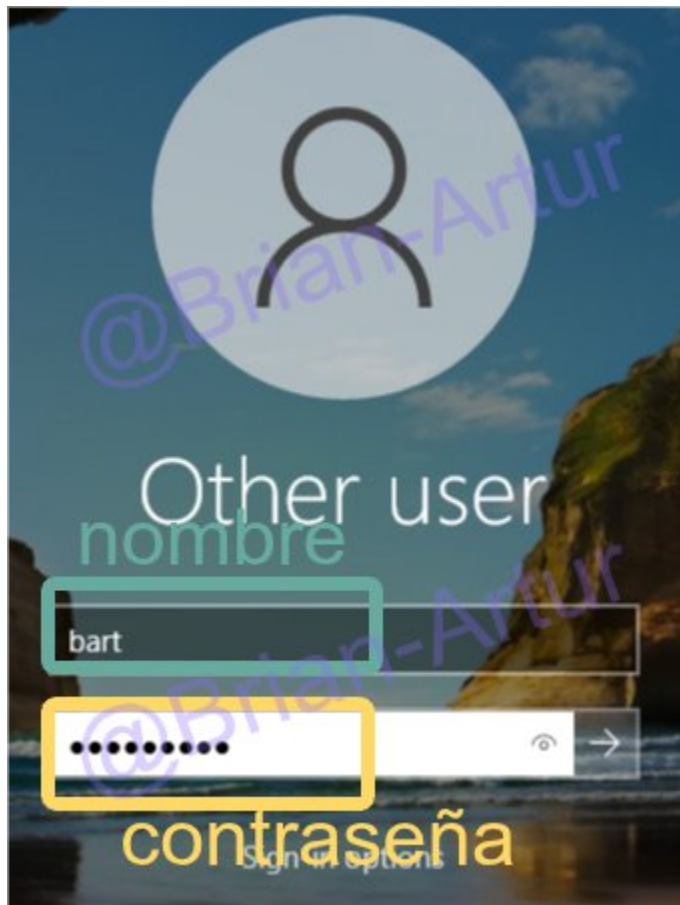 @Brian-Artur
Other user
nombre
bart
@Brian-Artur
•••••••••
contraseña
Sign-in options